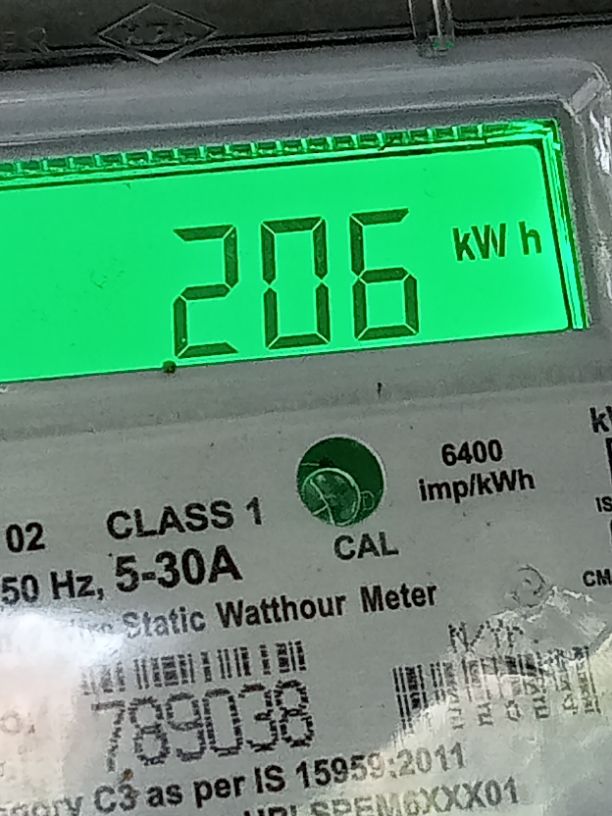 206 kWh
6400
imp/kWh
02 CLASS 1
CAL
50 Hz, 5-30A
Static Watthour Meter
789038
C3 as per IS 15959:2011